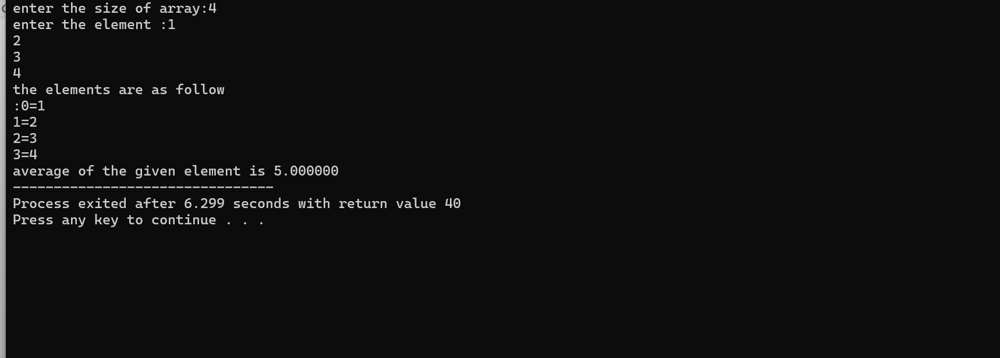 enter the size of array:4
enter the element :1
2
3
4
the elements are as follow
:0=1
1=2
2=3
3=4
average of the given element is 5.000000
--------------------------------
Process exited after 6.299 seconds with return value 40
Press any key to continue . . .